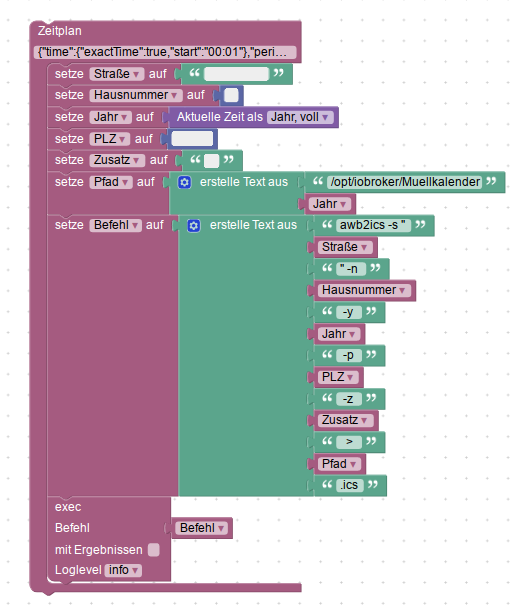 Zeitplan
{"time":{"exactTime":true,"start":"00:01"},"peri...
setze Straße ▾ auf “ ”
setze Hausnummer ▾ auf
setze Jahr ▾ auf Aktuelle Zeit als Jahr, voll ▾
setze PLZ ▾ auf
setze Zusatz ▾ auf “ ”
setze Pfad ▾ auf erstelle Text aus “ /opt/iobroker/Muellkalender ”
Jahr ▾
setze Befehl ▾ auf erstelle Text aus “ awb2ics -s " ”
Straße ▾
“ " -n ”
Hausnummer ▾
“ -y ”
Jahr ▾
“ -p ”
PLZ ▾
“ -z ”
Zusatz ▾
“ > ”
Pfad ▾
“ .ics ”
exec
Befehl Befehl ▾
mit Ergebnissen
Loglevel info ▾